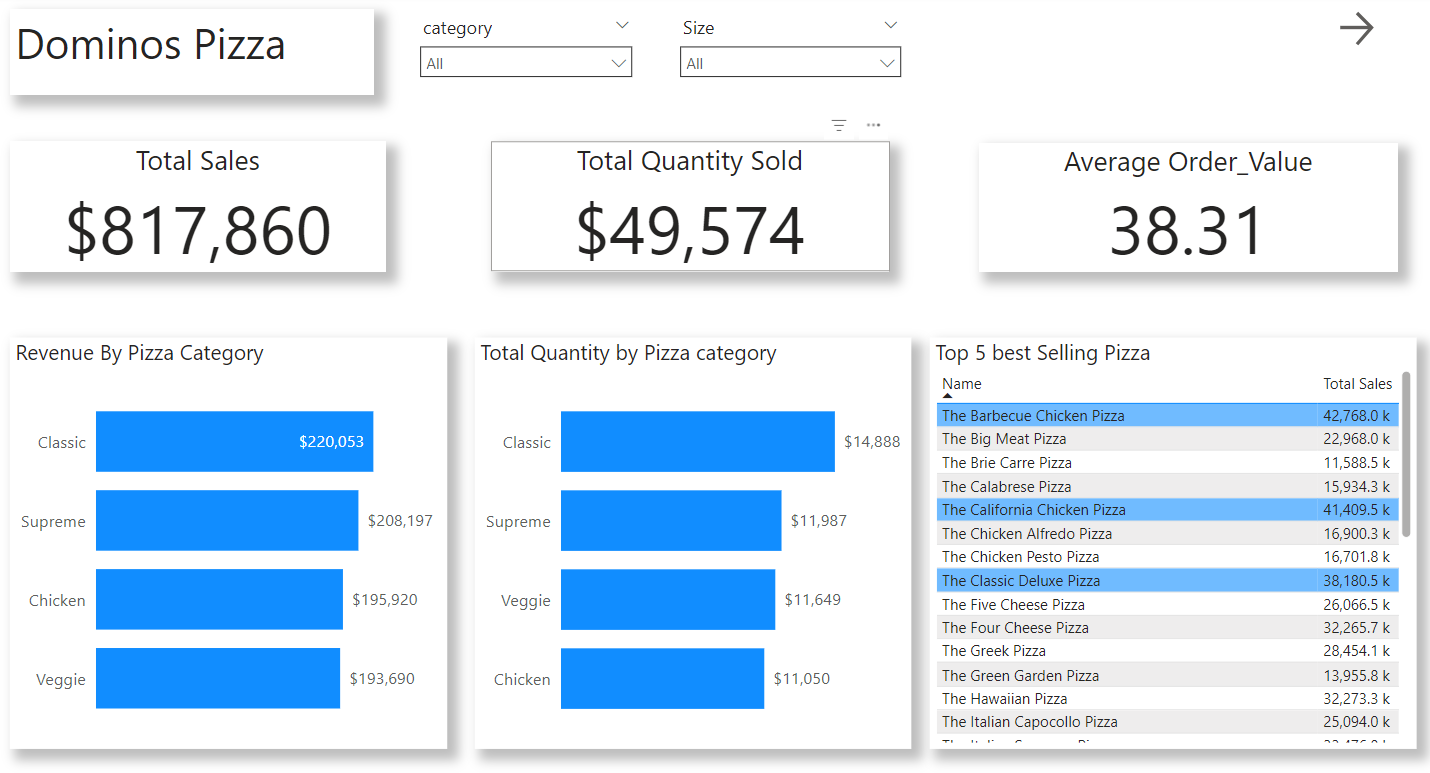 Dominos Pizza
category
All
Size
All
Total Sales
$817,860
Total Quantity Sold
$49,574
Average Order_Value
38.31
Revenue By Pizza Category
Classic $220,053
Supreme $208,197
Chicken $195,920
Veggie $193,690
Total Quantity by Pizza category
Classic $14,888
Supreme $11,987
Veggie $11,649
Chicken $11,050
Top 5 best Selling Pizza
Name Total Sales
The Barbecue Chicken Pizza 42,768.0 k
The Big Meat Pizza 22,968.0 k
The Brie Carre Pizza 11,588.5 k
The Calabrese Pizza 15,934.3 k
The California Chicken Pizza 41,409.5 k
The Chicken Alfredo Pizza 16,900.3 k
The Chicken Pesto Pizza 16,701.8 k
The Classic Deluxe Pizza 38,180.5 k
The Five Cheese Pizza 26,066.5 k
The Four Cheese Pizza 32,265.7 k
The Greek Pizza 28,454.1 k
The Green Garden Pizza 13,955.8 k
The Hawaiian Pizza 32,273.3 k
The Italian Capocollo Pizza 25,094.0 k